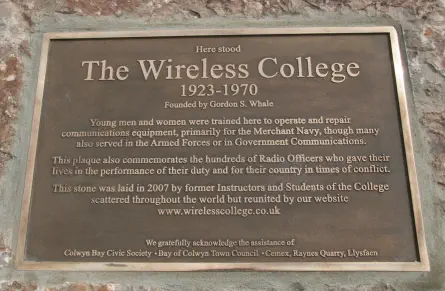 Here stood
The Wireless College
1923-1970
Founded by Gordon S. Whale
Young men and women were trained here to operate and repair
communications equipment, primarily for the Merchant Navy, though many
also served in the Armed Forces or in Government Communications.
This plaque also commemorates the hundreds of Radio Officers who gave their
lives in the performance of their duty and for their country in times of conflict.
This stone was laid in 2007 by former Instructors and Students of the College
scattered throughout the world but reunited by our website
www.wirelesscollege.co.uk
We gratefully acknowledge the assistance of
Colwyn Bay Civic Society • Bay of Colwyn Town Council • Cemex, Raynes Quarry, Llysfaen